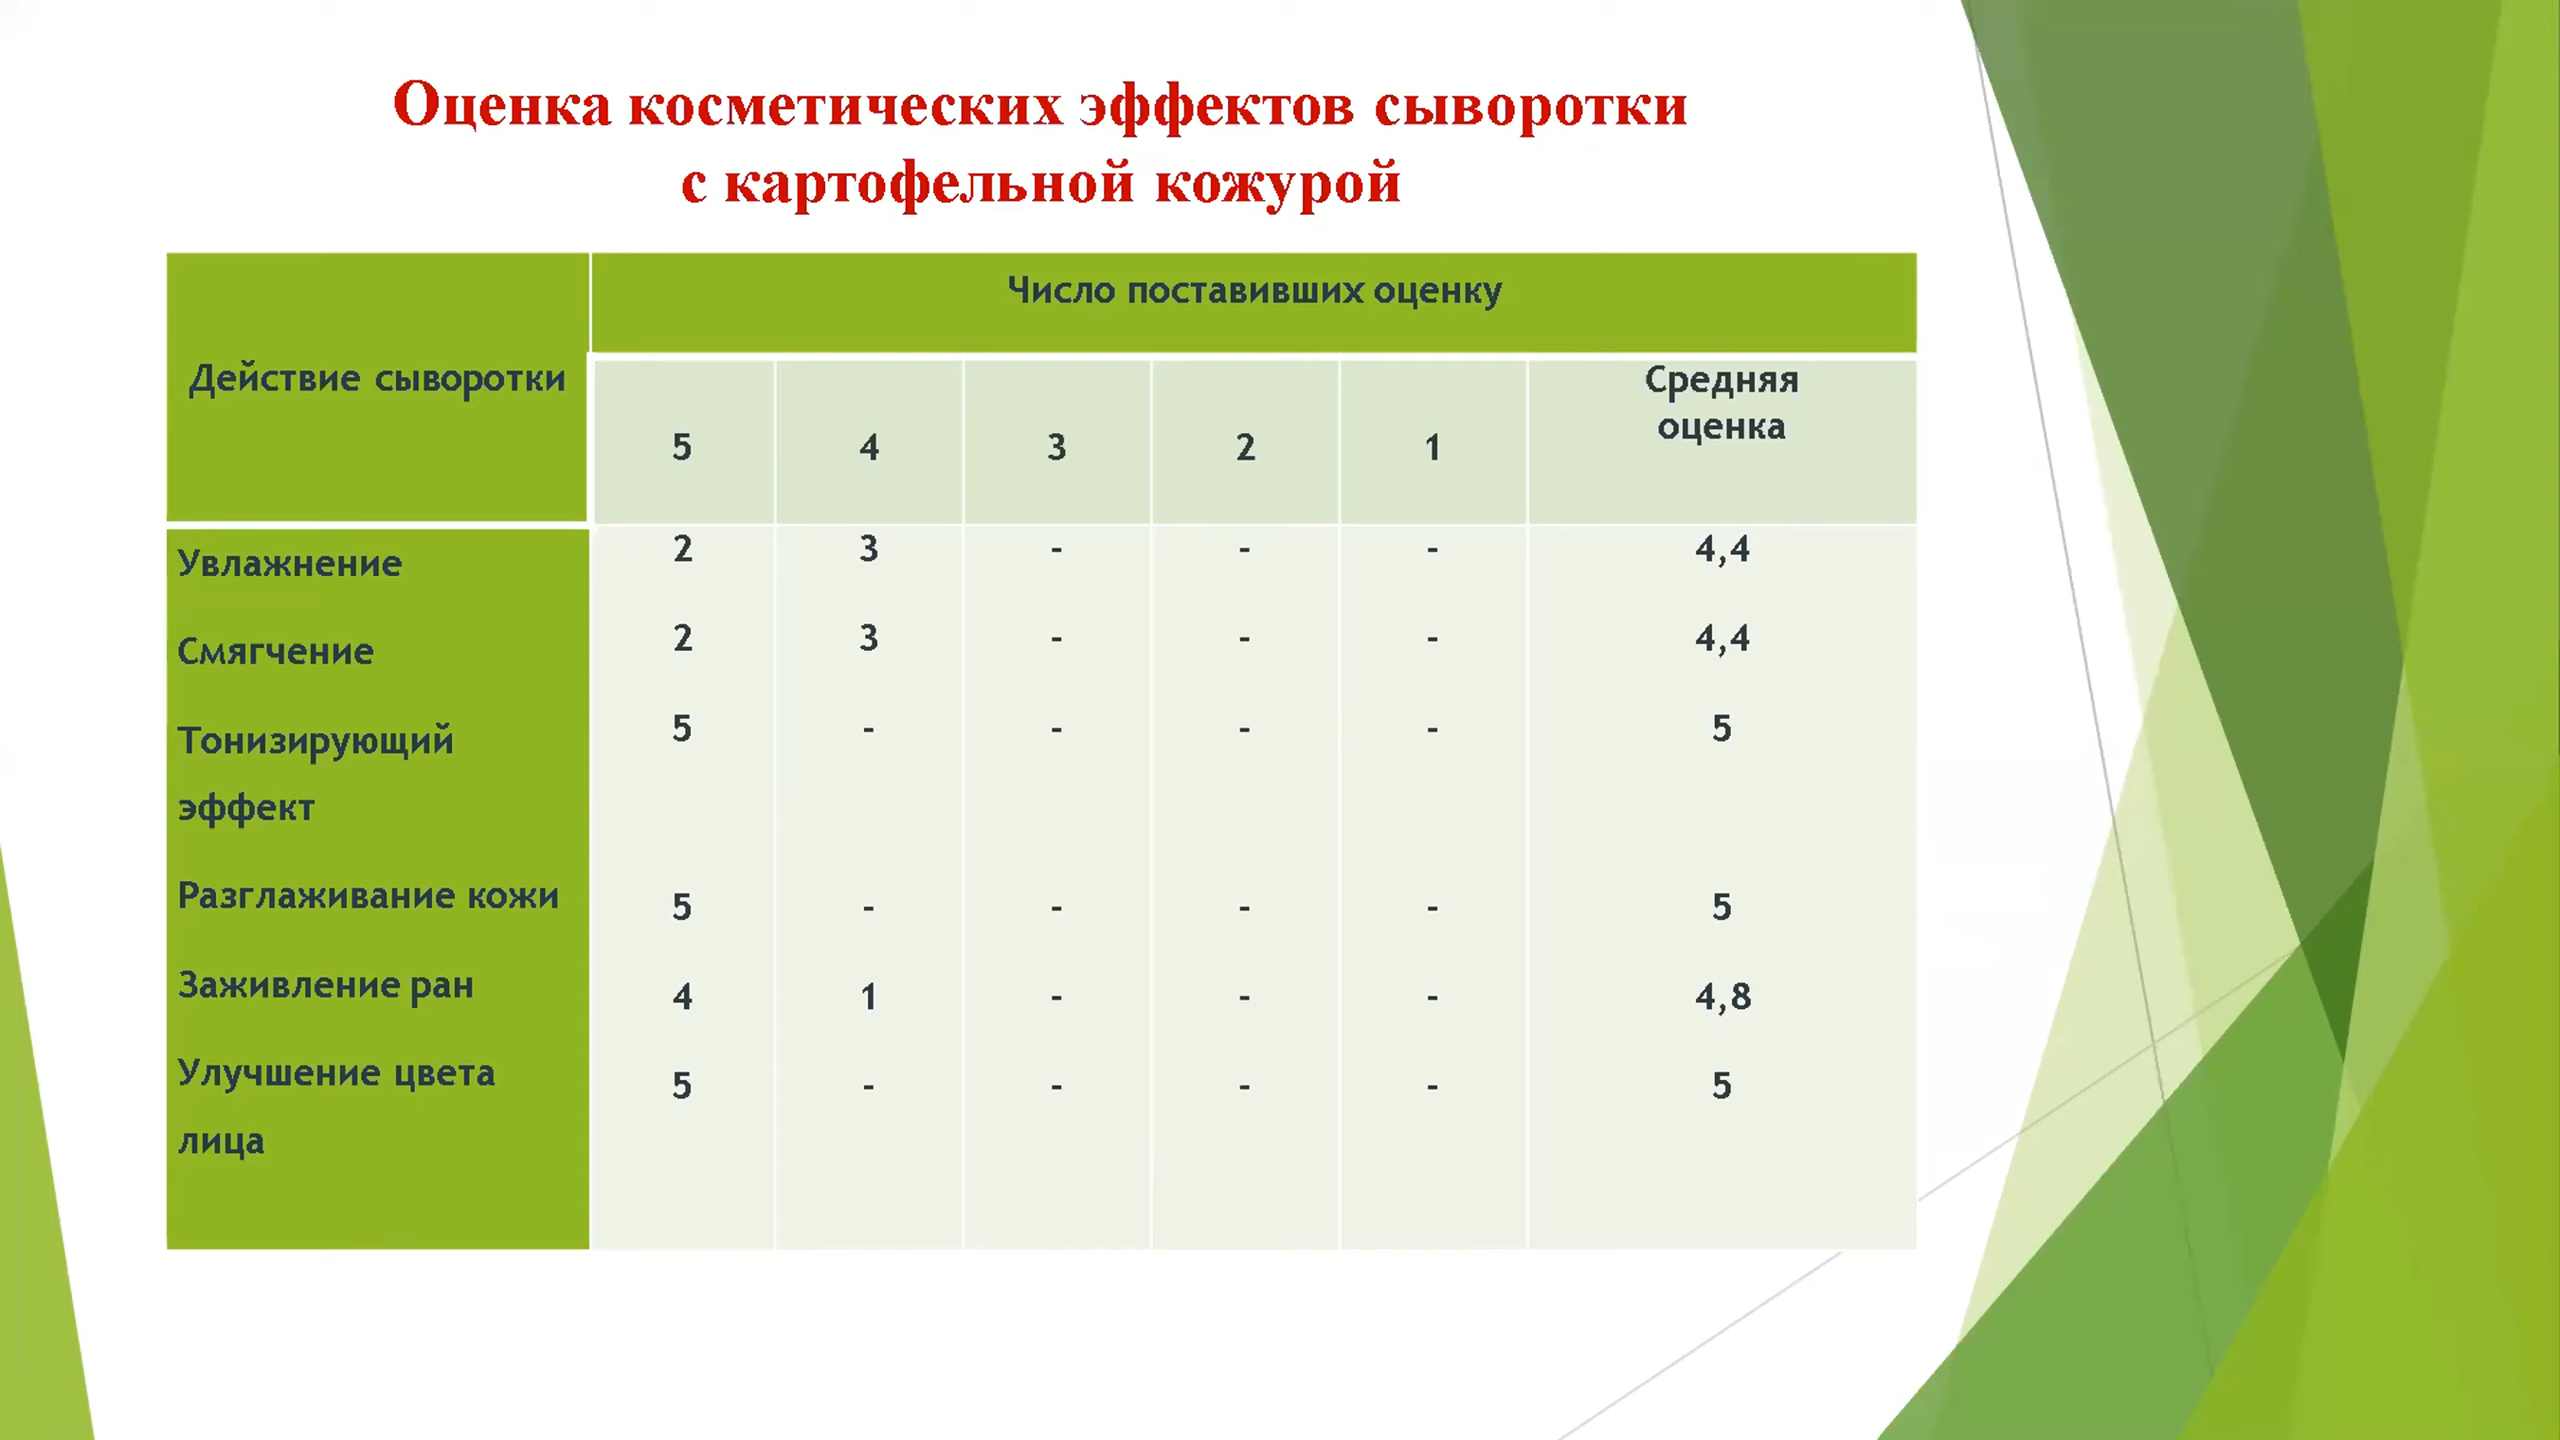 Оценка косметических эффектов сыворотки
с картофельной кожурой
Действие сыворотки
Число поставивших оценку
5 4 3 2 1 Средняя
оценка
Увлажнение 2 3 - - - 4,4
Смягчение 2 3 - - - 4,4
Тонизирующий 5 - - - - 5
эффект
Разглаживание кожи 5 - - - - 5
Заживление ран 4 1 - - - 4,8
Улучшение цвета 5 - - - - 5
лица